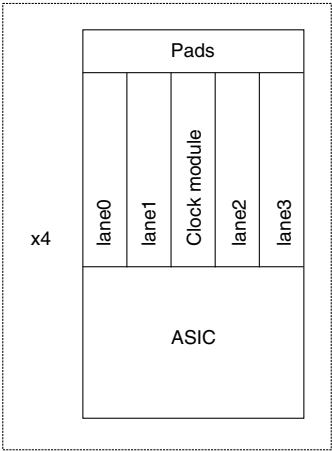 Pads
x4
lane0
lane1
Clock module
lane2
lane3
ASIC